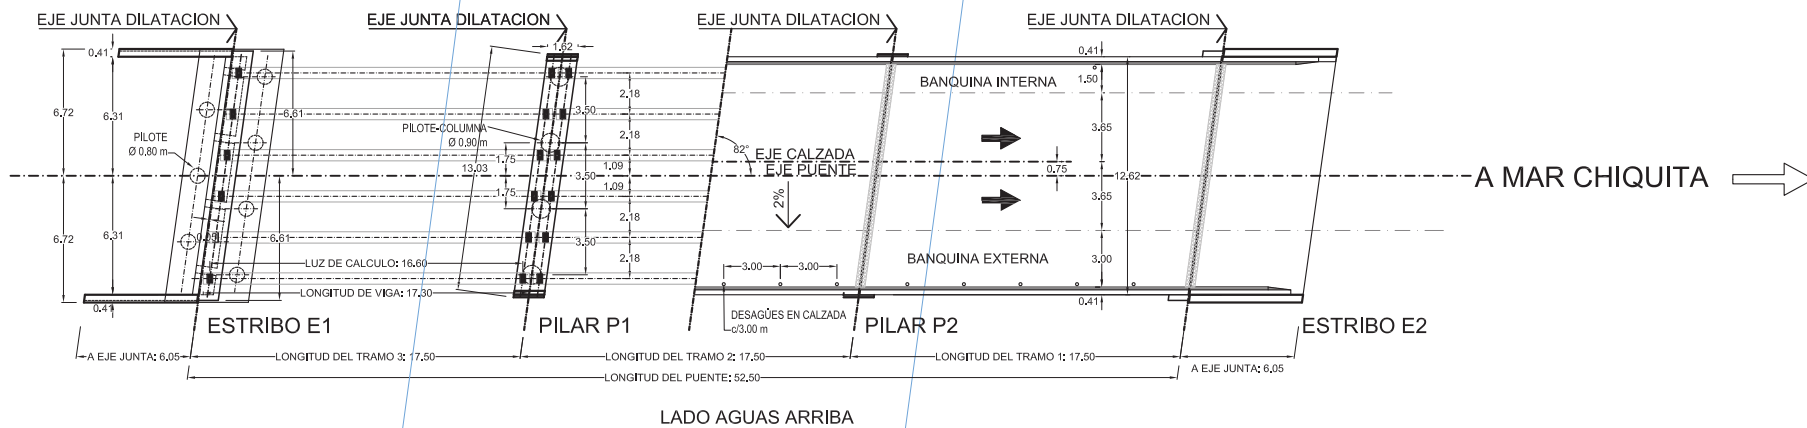 EJE JUNTA DILATACION
EJE JUNTA DILATACION
EJE JUNTA DILATACION
EJE JUNTA DILATACION
0.41
1.62
0.41
BANQUINA INTERNA
1.50
6.72
6.31
6.61
2.18
3.50
PILOTE
Ø 0,80 m
PILOTE-COLUMNA
Ø 0,90 m
2.18
3.65
82°
EJE CALZADA
EJE PUENTE
1.75
13.03
1.09
3.50
1.09
1.75
0.75
12.62
A MAR CHIQUITA
2%
3.65
2.18
6.72
6.31
0.05
6.61
3.50
2.18
LUZ DE CALCULO: 16.60
3.00
3.00
BANQUINA EXTERNA
3.00
LONGITUD DE VIGA: 17.30
0.41
0.41
DESAGÜES EN CALZADA
c/3.00 m
ESTRIBO E1
PILAR P1
PILAR P2
ESTRIBO E2
A EJE JUNTA: 6.05
LONGITUD DEL TRAMO 3: 17.50
LONGITUD DEL TRAMO 2: 17.50
LONGITUD DEL TRAMO 1: 17.50
A EJE JUNTA: 6.05
LONGITUD DEL PUENTE: 52.50
LADO AGUAS ARRIBA